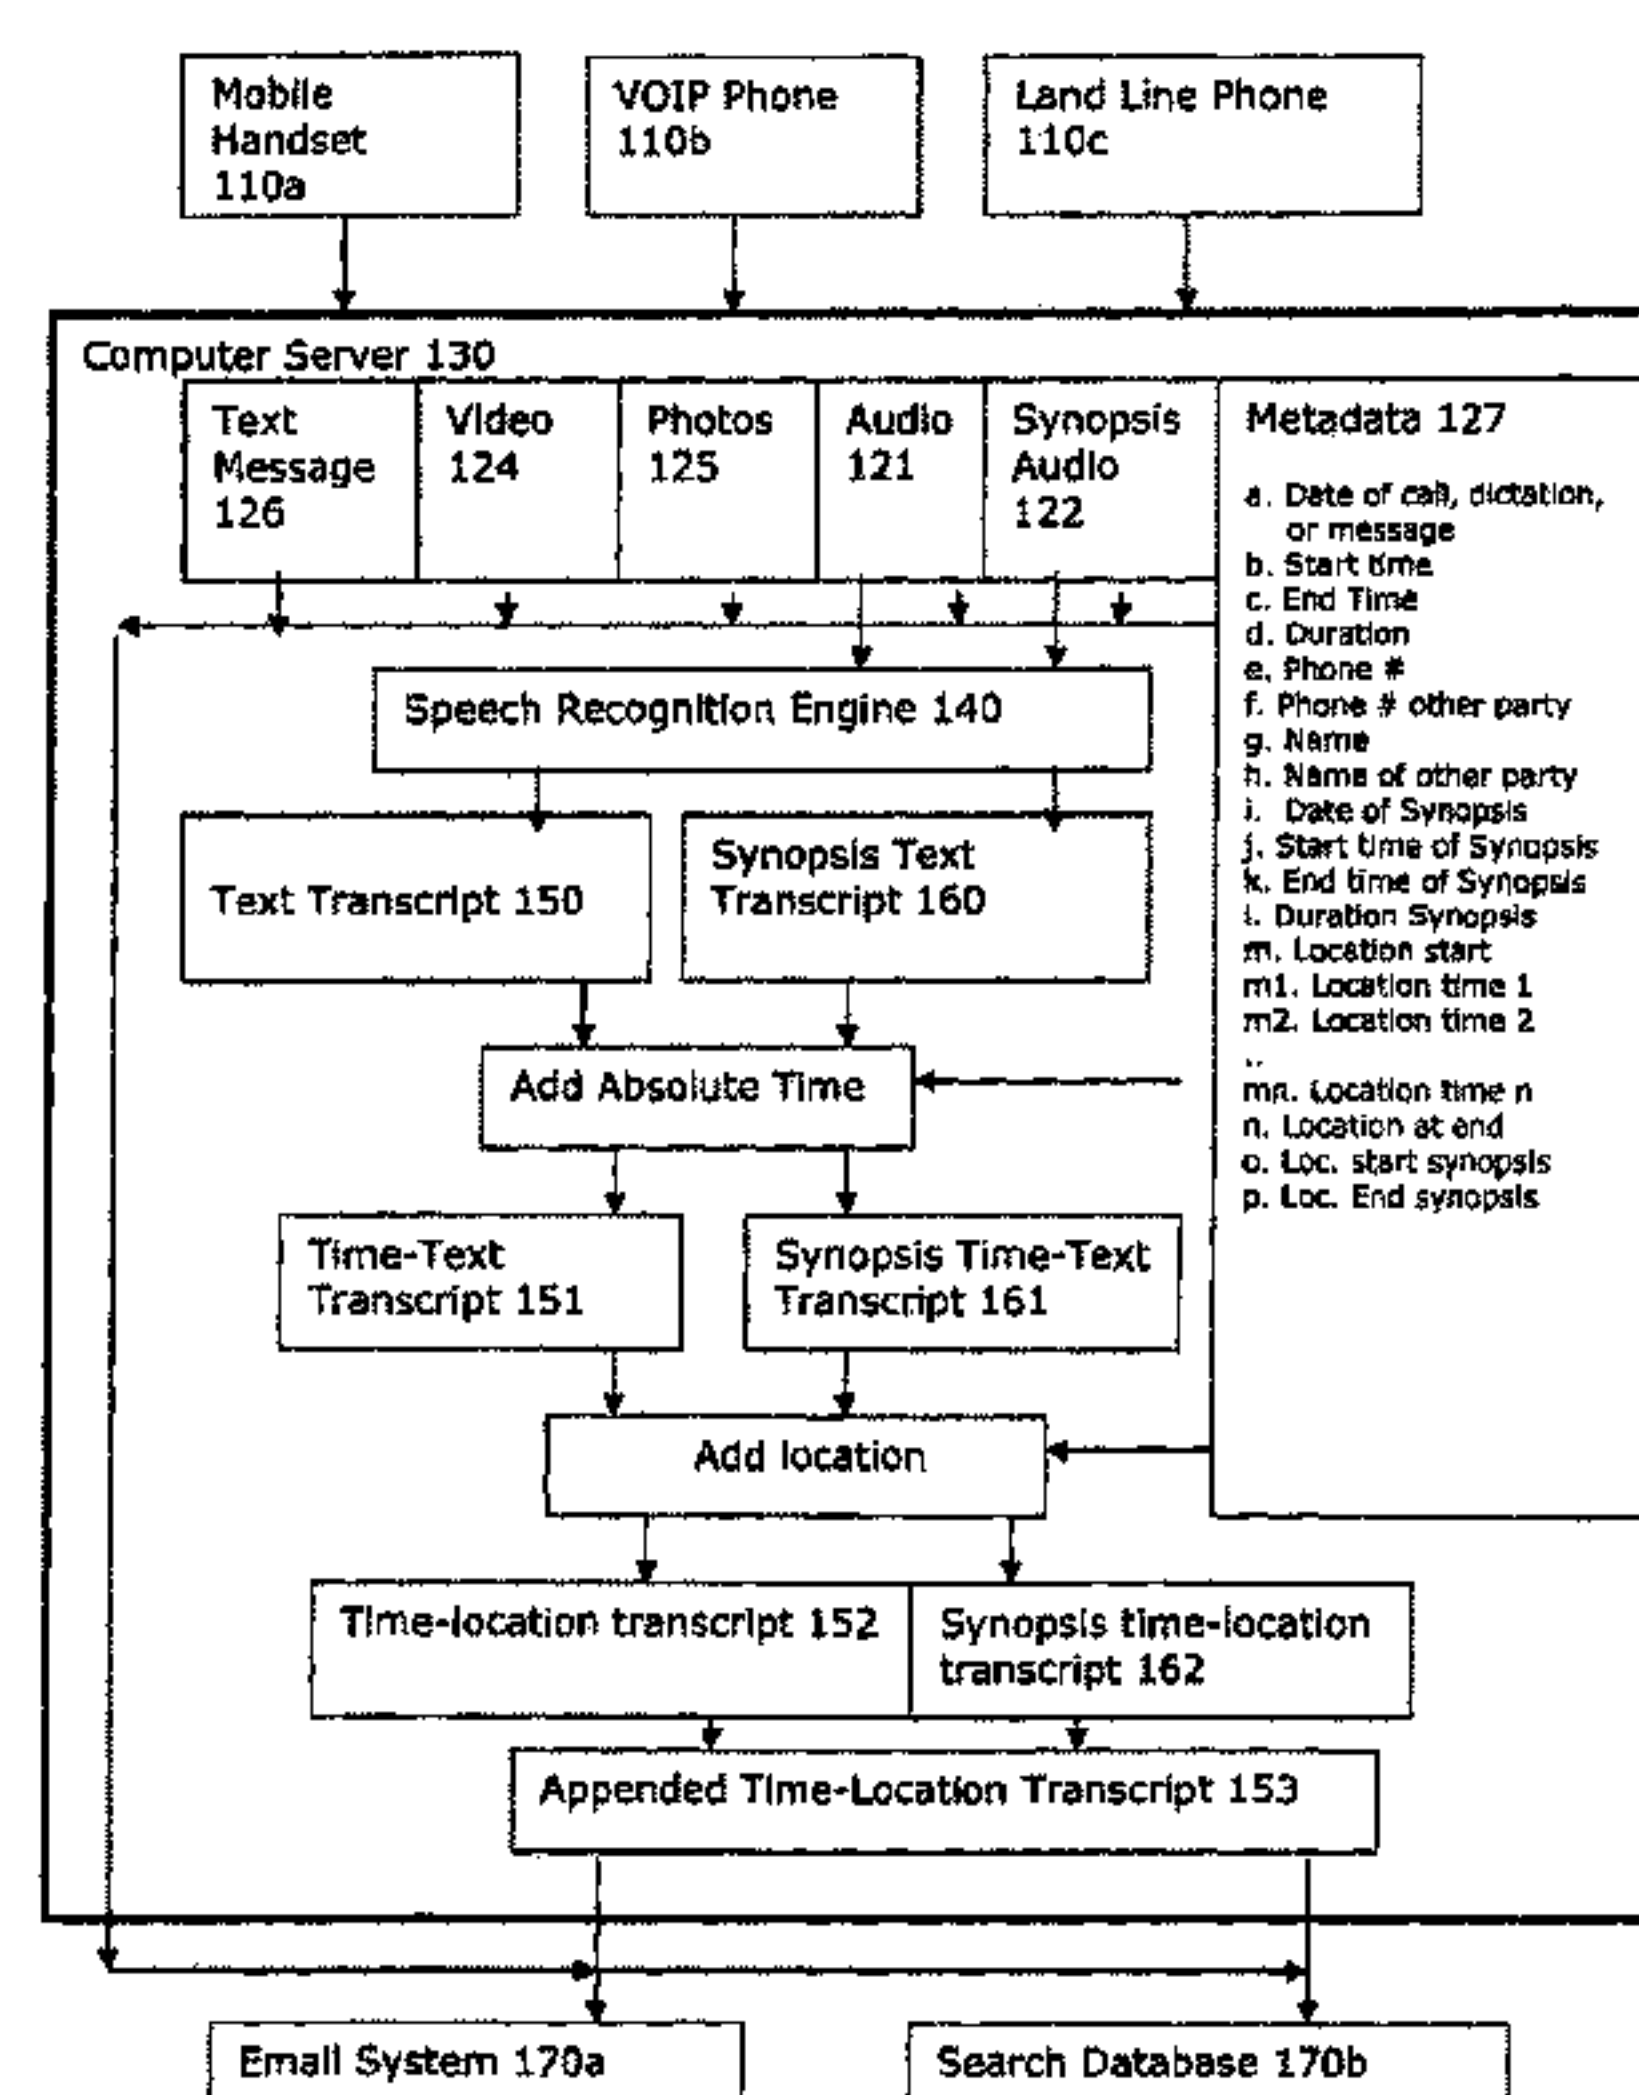 Mobile
Handset
110a
VOIP Phone
110b
Land Line Phone
110c
Computer Server 130
Text
Message
126
Video
124
Photos
125
Audio
121
Synopsis
Audio
122
Metadata 127
a. Date of call, dictation,
or message
b. Start time
c. End Time
d. Duration
e. Phone #
f. Phone # other party
g. Name
h. Name of other party
i. Date of Synopsis
j. Start time of Synopsis
k. End time of Synopsis
l. Duration Synopsis
m. Location start
m1. Location time 1
m2. Location time 2
..
mn. Location time n
n. Location at end
o. Loc. start synopsis
p. Loc. End synopsis
Speech Recognition Engine 140
Text Transcript 150
Synopsis Text
Transcript 160
Add Absolute Time
Time-Text
Transcript 151
Synopsis Time-Text
Transcript 161
Add location
Time-location transcript 152
Synopsis time-location
transcript 162
Appended Time-Location Transcript 153
Email System 170a
Search Database 170b